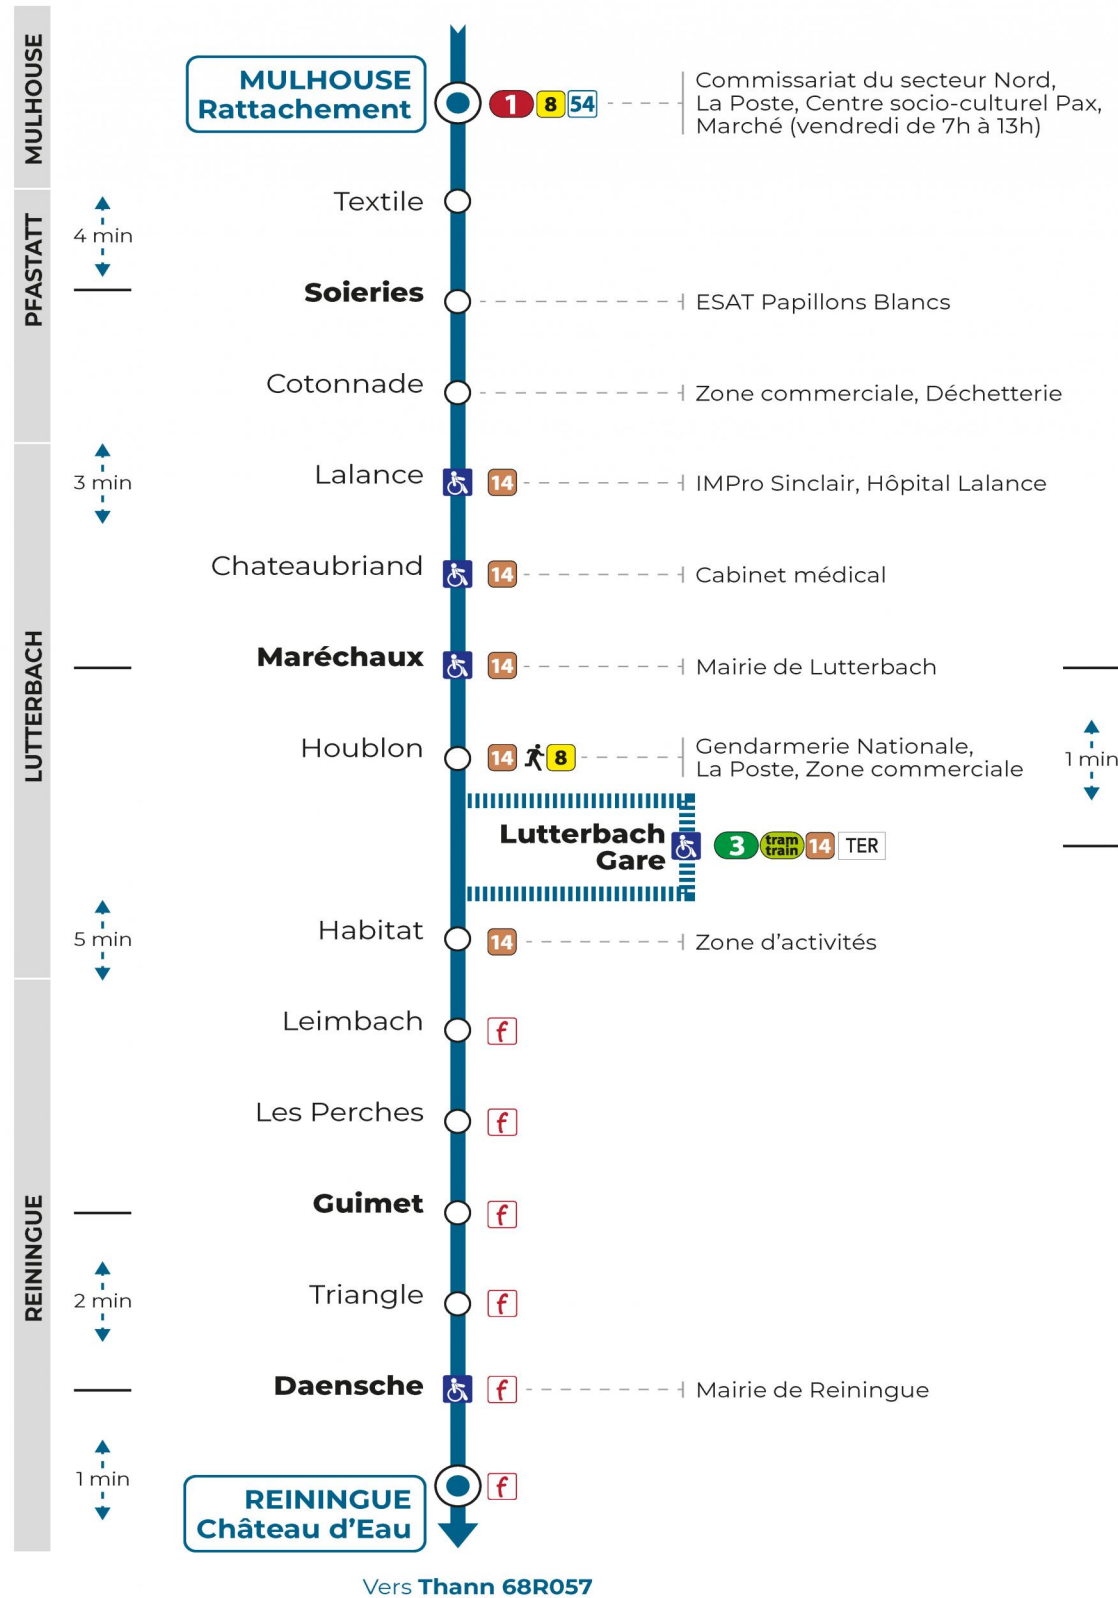 MULHOUSE
PFASTATT
LUTTERBACH
REININGUE
MULHOUSE
Rattachement
1 8 54
Commissariat du secteur Nord,
La Poste, Centre socio-culturel Pax,
Marché (vendredi de 7h à 13h)
Textile
4 min
Soieries
ESAT Papillons Blancs
Cotonnade
Zone commerciale, Déchetterie
3 min
Lalance
14
IMPro Sinclair, Hôpital Lalance
Chateaubriand
14
Cabinet médical
Maréchaux
14
Mairie de Lutterbach
Houblon
14 8
Gendarmerie Nationale,
La Poste, Zone commerciale
1 min
Lutterbach
Gare
3 tram train 14 TER
5 min
Habitat
14
Zone d'activités
Leimbach
f
Les Perches
f
Guimet
f
2 min
Triangle
f
Daensche
f
Mairie de Reiningue
1 min
f
REININGUE
Château d'Eau
Vers Thann 68R057